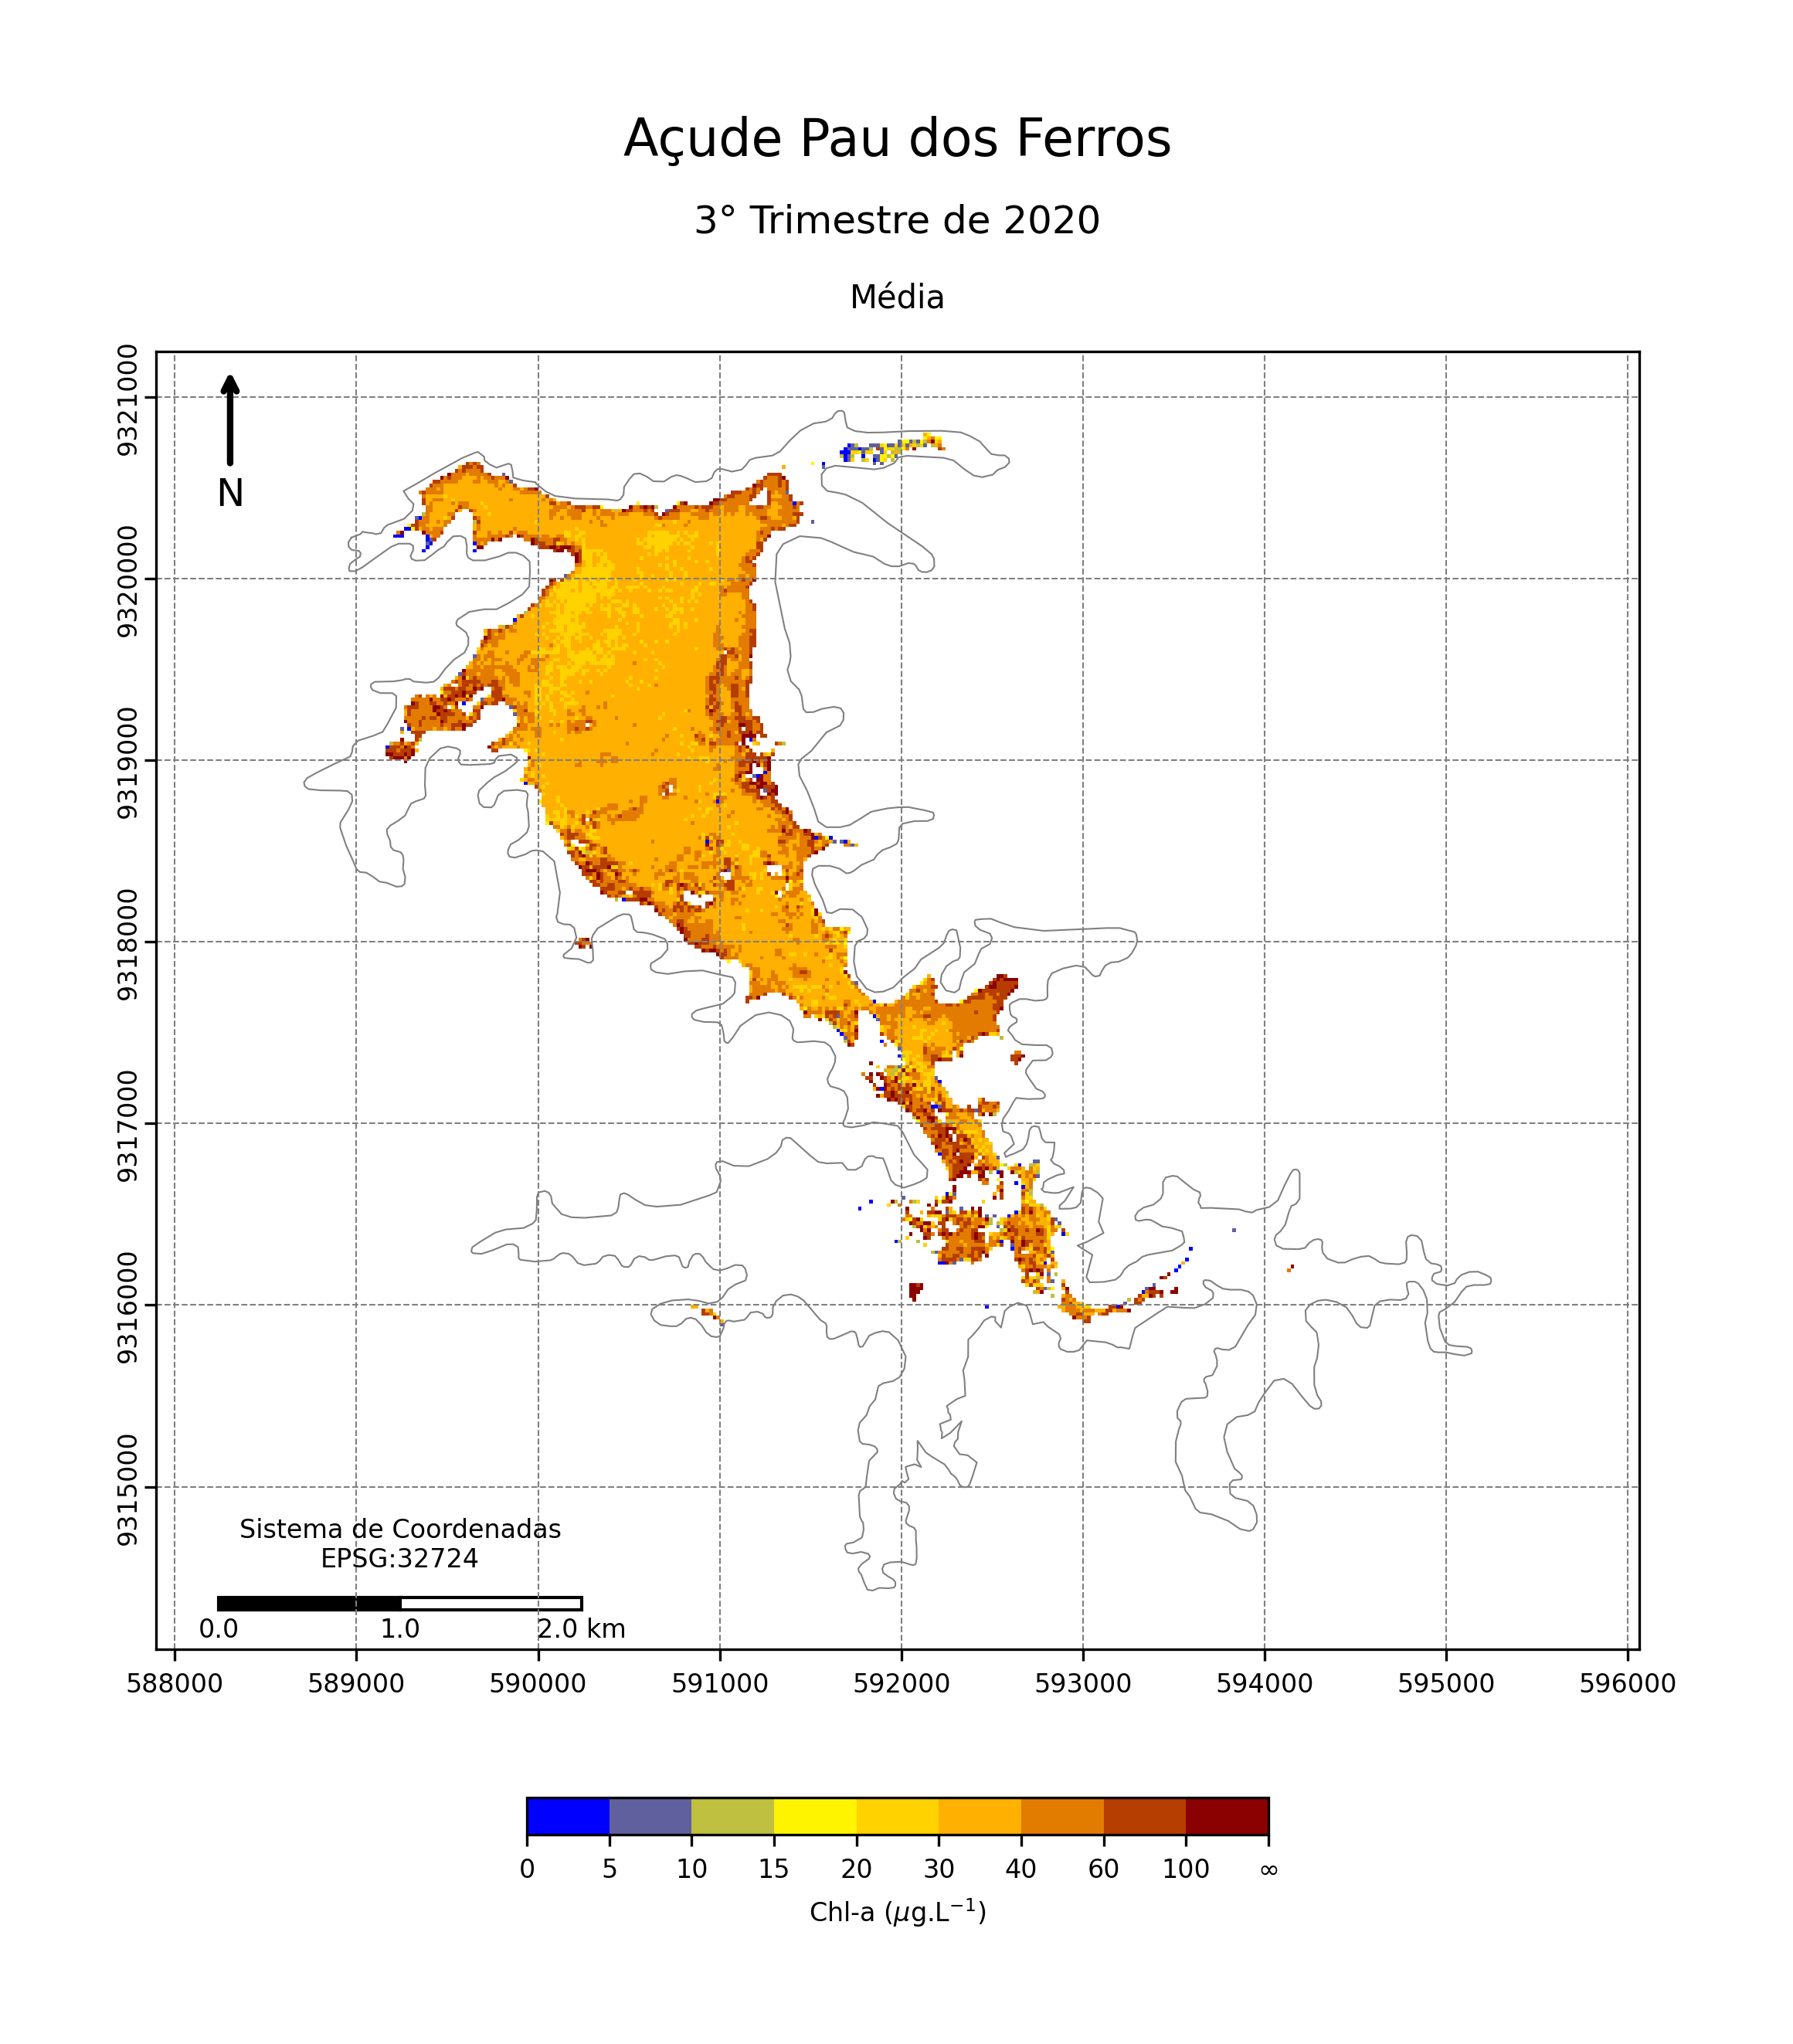 Açude Pau dos Ferros
3° Trimestre de 2020
Média
9321000
9320000
9319000
9318000
9317000
9316000
9315000
N
Sistema de Coordenadas
EPSG:32724
0.0 1.0 2.0 km
588000 589000 590000 591000 592000 593000 594000 595000 596000
0 5 10 15 20 30 40 60 100 ∞
Chl-a (μg.L⁻¹)